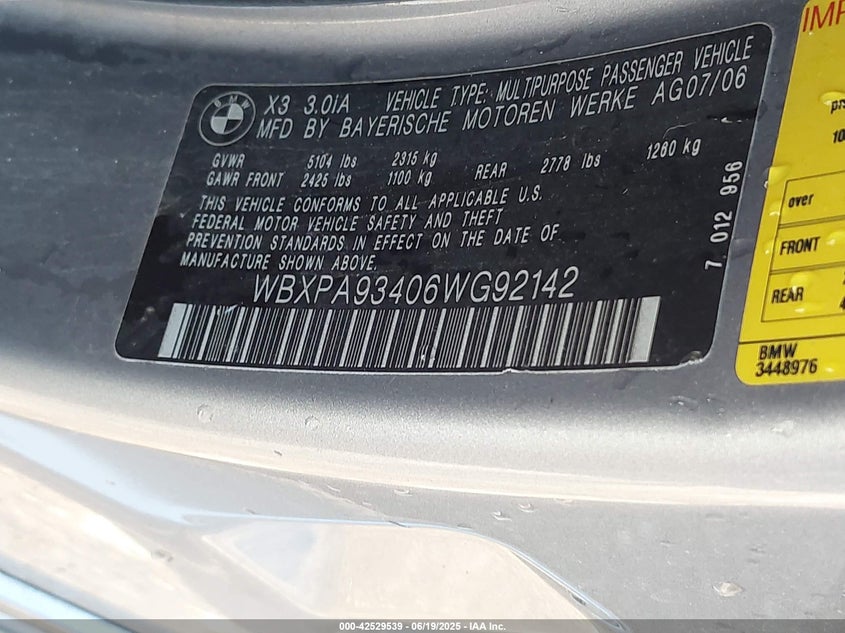 BMW
X3 3.0IA VEHICLE TYPE: MULTIPURPOSE PASSENGER VEHICLE
MFD BY BAYERISCHE MOTOREN WERKE AG07/06
GVWR 5104 lbs 2315 kg
GAWR FRONT 2425 lbs 1100 kg REAR 2778 lbs 1260 kg
THIS VEHICLE CONFORMS TO ALL APPLICABLE U.S.
FEDERAL MOTOR VEHICLE SAFETY AND THEFT
PREVENTION STANDARDS IN EFFECT ON THE DATE OF
MANUFACTURE SHOWN ABOVE.
WBXPA93406WG92142
7 012 956
over
FRONT
REAR
BMW
3448976
000-42529539 - 06/19/2025 - IAA Inc.